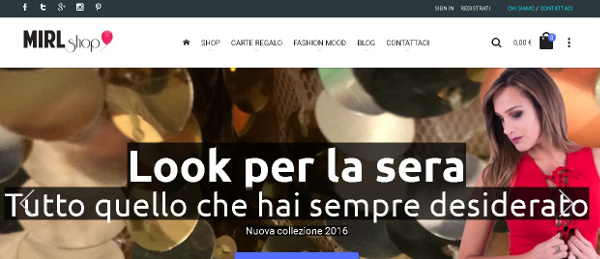 SIGN IN REGISTRATI CHI SIAMO / CONTATTACI
MIRL shop SHOP CARTE REGALO FASHION MOOD BLOG CONTATTACI 0,00 € 0
Look per la sera
Tutto quello che hai sempre desiderato
Nuova collezione 2016